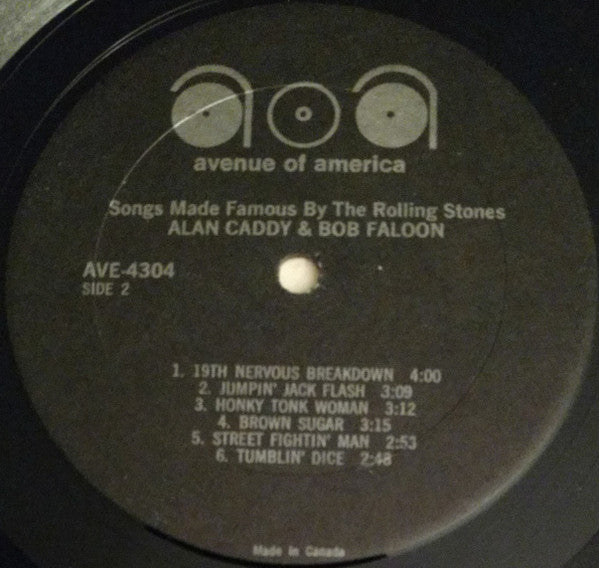 aoa
avenue of america
Songs Made Famous By The Rolling Stones
ALAN CADDY & BOB FALOON
AVE-4304
SIDE 2
1. 19TH NERVOUS BREAKDOWN 4:00
2. JUMPIN' JACK FLASH 3:09
3. HONKY TONK WOMAN 3:12
4. BROWN SUGAR 3:15
5. STREET FIGHTIN' MAN 2:53
6. TUMBLIN' DICE 2:48
Made In Canada